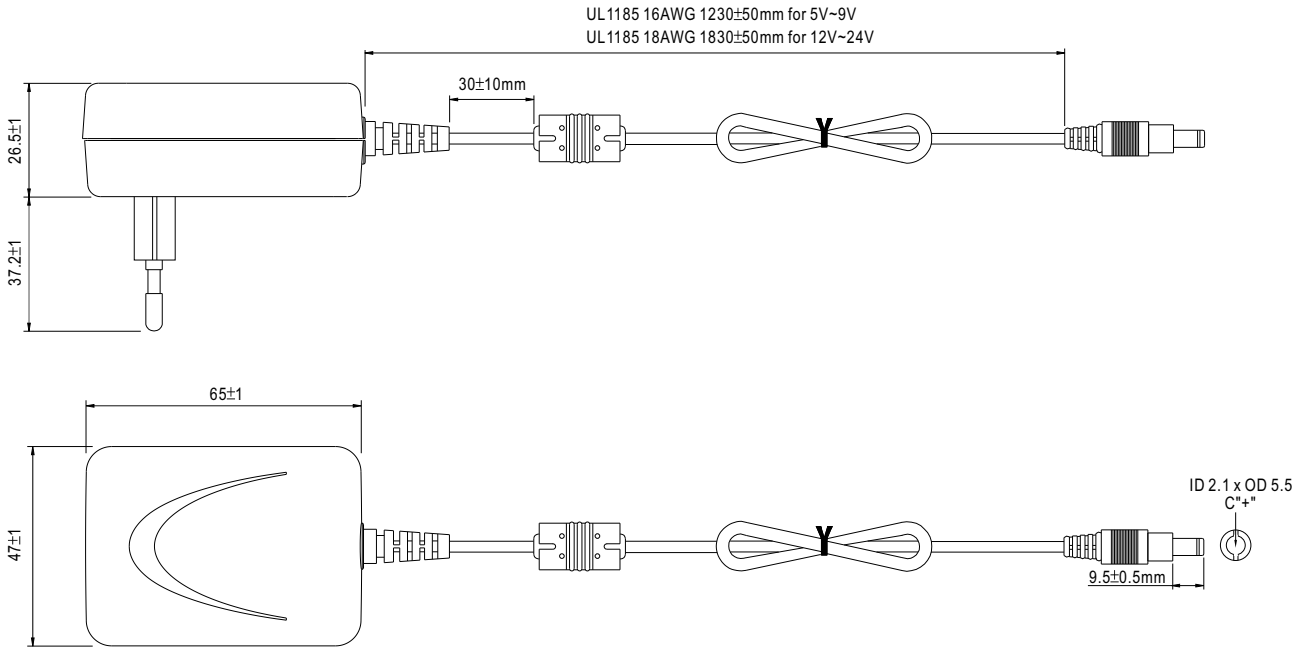 UL1185 16AWG 1230±50mm for 5V~9V
UL1185 18AWG 1830±50mm for 12V~24V
30±10mm
26.5±1
37.2±1
65±1
47±1
ID 2.1 x OD 5.5
C"+"
9.5±0.5mm